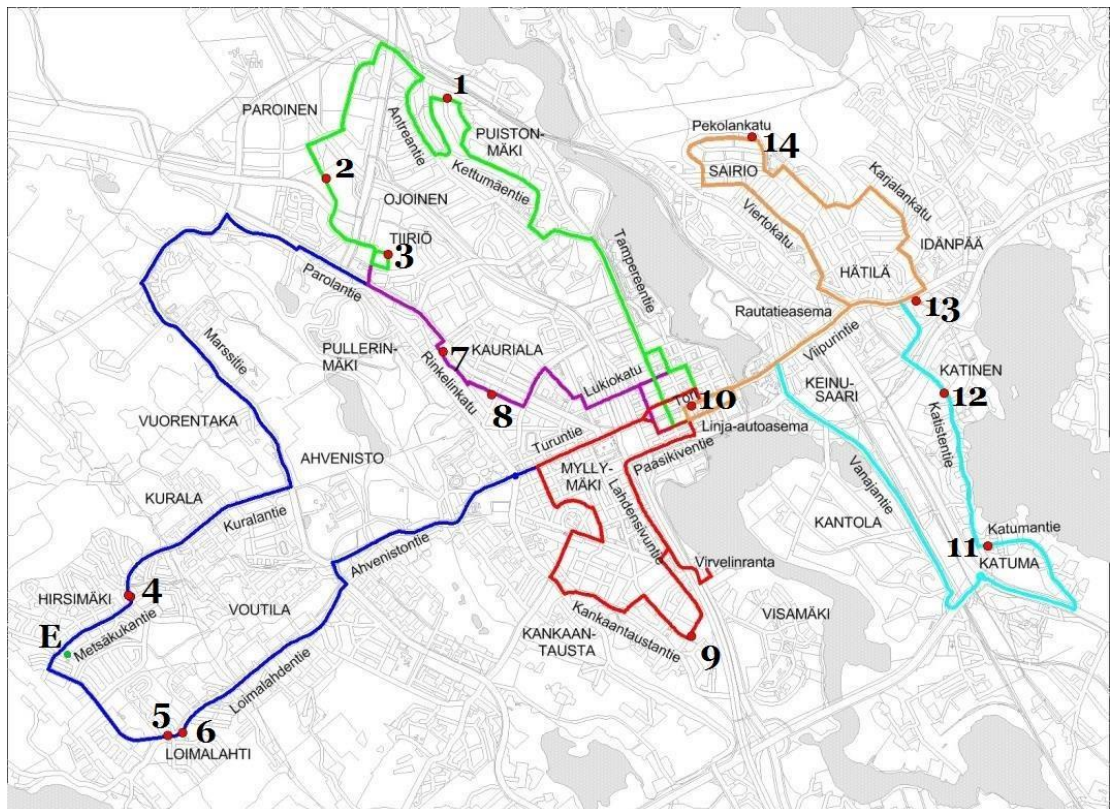 1
PAROINEN
Antreantie
PUISTON-
MÄKI
Pekolankatu
14
SAIRIO
2
Kettumäentie
OJOINEN
Karjalankatu
TIIRIÖ
3
Viertokatu
IDÄNPÄÄ
Tampereentie
HÄTILÄ
Parolantie
13
Rautatieasema
Marssitie
PULLERIN-
MÄKI
7
KAURIALA
Viipurintie
Rinkelinkatu
Lukiokatu
KEINU-
SAARI
KATINEN
8
Tori
10
12
VUORENTAKA
Turuntie
Linja-autoasema
Katistentie
AHVENISTO
MYLLY-
MÄKI
Paasikiventie
Vanajantie
KURALA
Kuralantie
Lahdensivuntie
KANTOLA
Ahvenistontie
Katumantie
11
KATUMA
Virvelinranta
HIRSIMÄKI
4
VOUTILA
VISAMÄKI
E
Metsäkukantie
Kankaantaustantie
KANKAAN-
TAUSTA
9
Loimalahdentie
5
6
LOIMALAHTI